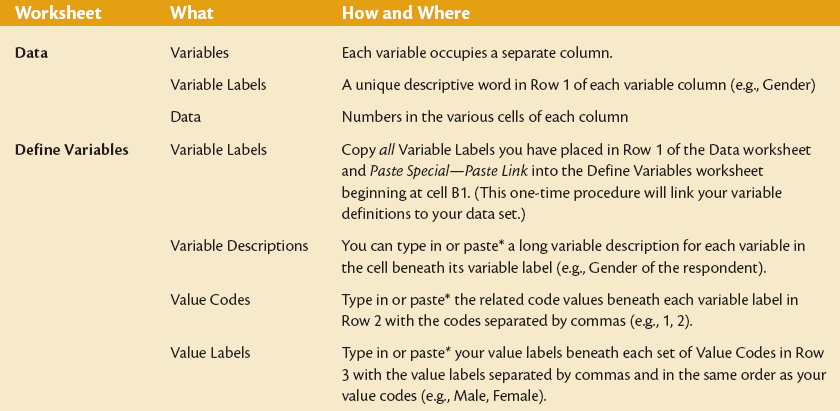 Worksheet What How and Where
Data Variables Each variable occupies a separate column.
Variable Labels A unique descriptive word in Row 1 of each variable column (e.g., Gender)
Data Numbers in the various cells of each column
Define Variables Variable Labels Copy all Variable Labels you have placed in Row 1 of the Data worksheet
and Paste Special—Paste Link into the Define Variables worksheet
beginning at cell B1. (This one-time procedure will link your variable
definitions to your data set.)
Variable Descriptions You can type in or paste* a long variable description for each variable in
the cell beneath its variable label (e.g., Gender of the respondent).
Value Codes Type in or paste* the related code values beneath each variable label in
Row 2 with the codes separated by commas (e.g., 1, 2).
Value Labels Type in or paste* your value labels beneath each set of Value Codes in Row
3 with the value labels separated by commas and in the same order as your
value codes (e.g., Male, Female).